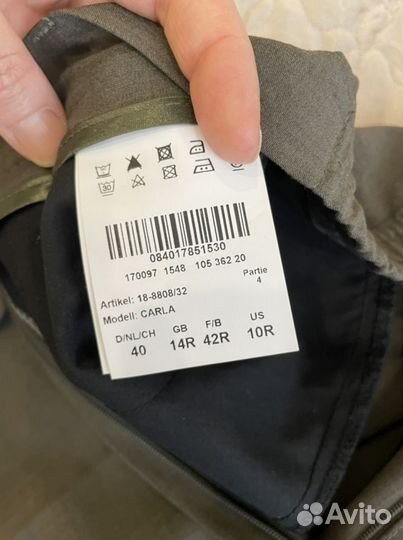 30
084017851530
170097 1548 105 362 20
Artikel: 18-8808/32 Partie
Modell: CARLA 4
D/NL/CH GB F/B US
40 14R 42R 10R
Avito